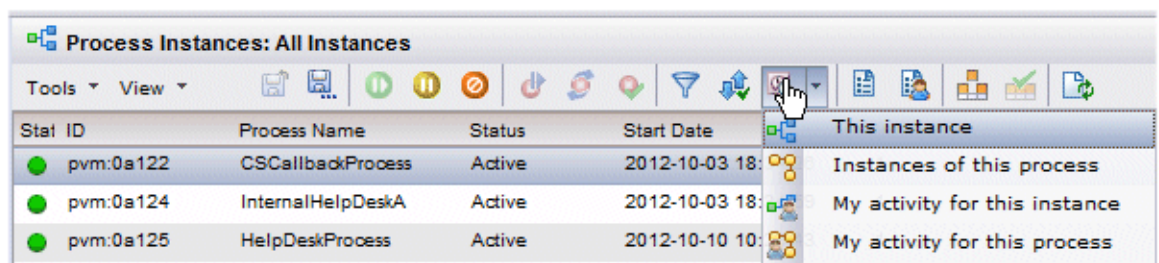 Process Instances: All Instances
Tools View
Stat ID Process Name Status Start Date
This instance
pvm:0a122 CSCallbackProcess Active 2012-10-03 18:
Instances of this process
pvm:0a124 InternalHelpDeskA Active 2012-10-03 18:
My activity for this instance
pvm:0a125 HelpDeskProcess Active 2012-10-10 10:
My activity for this process